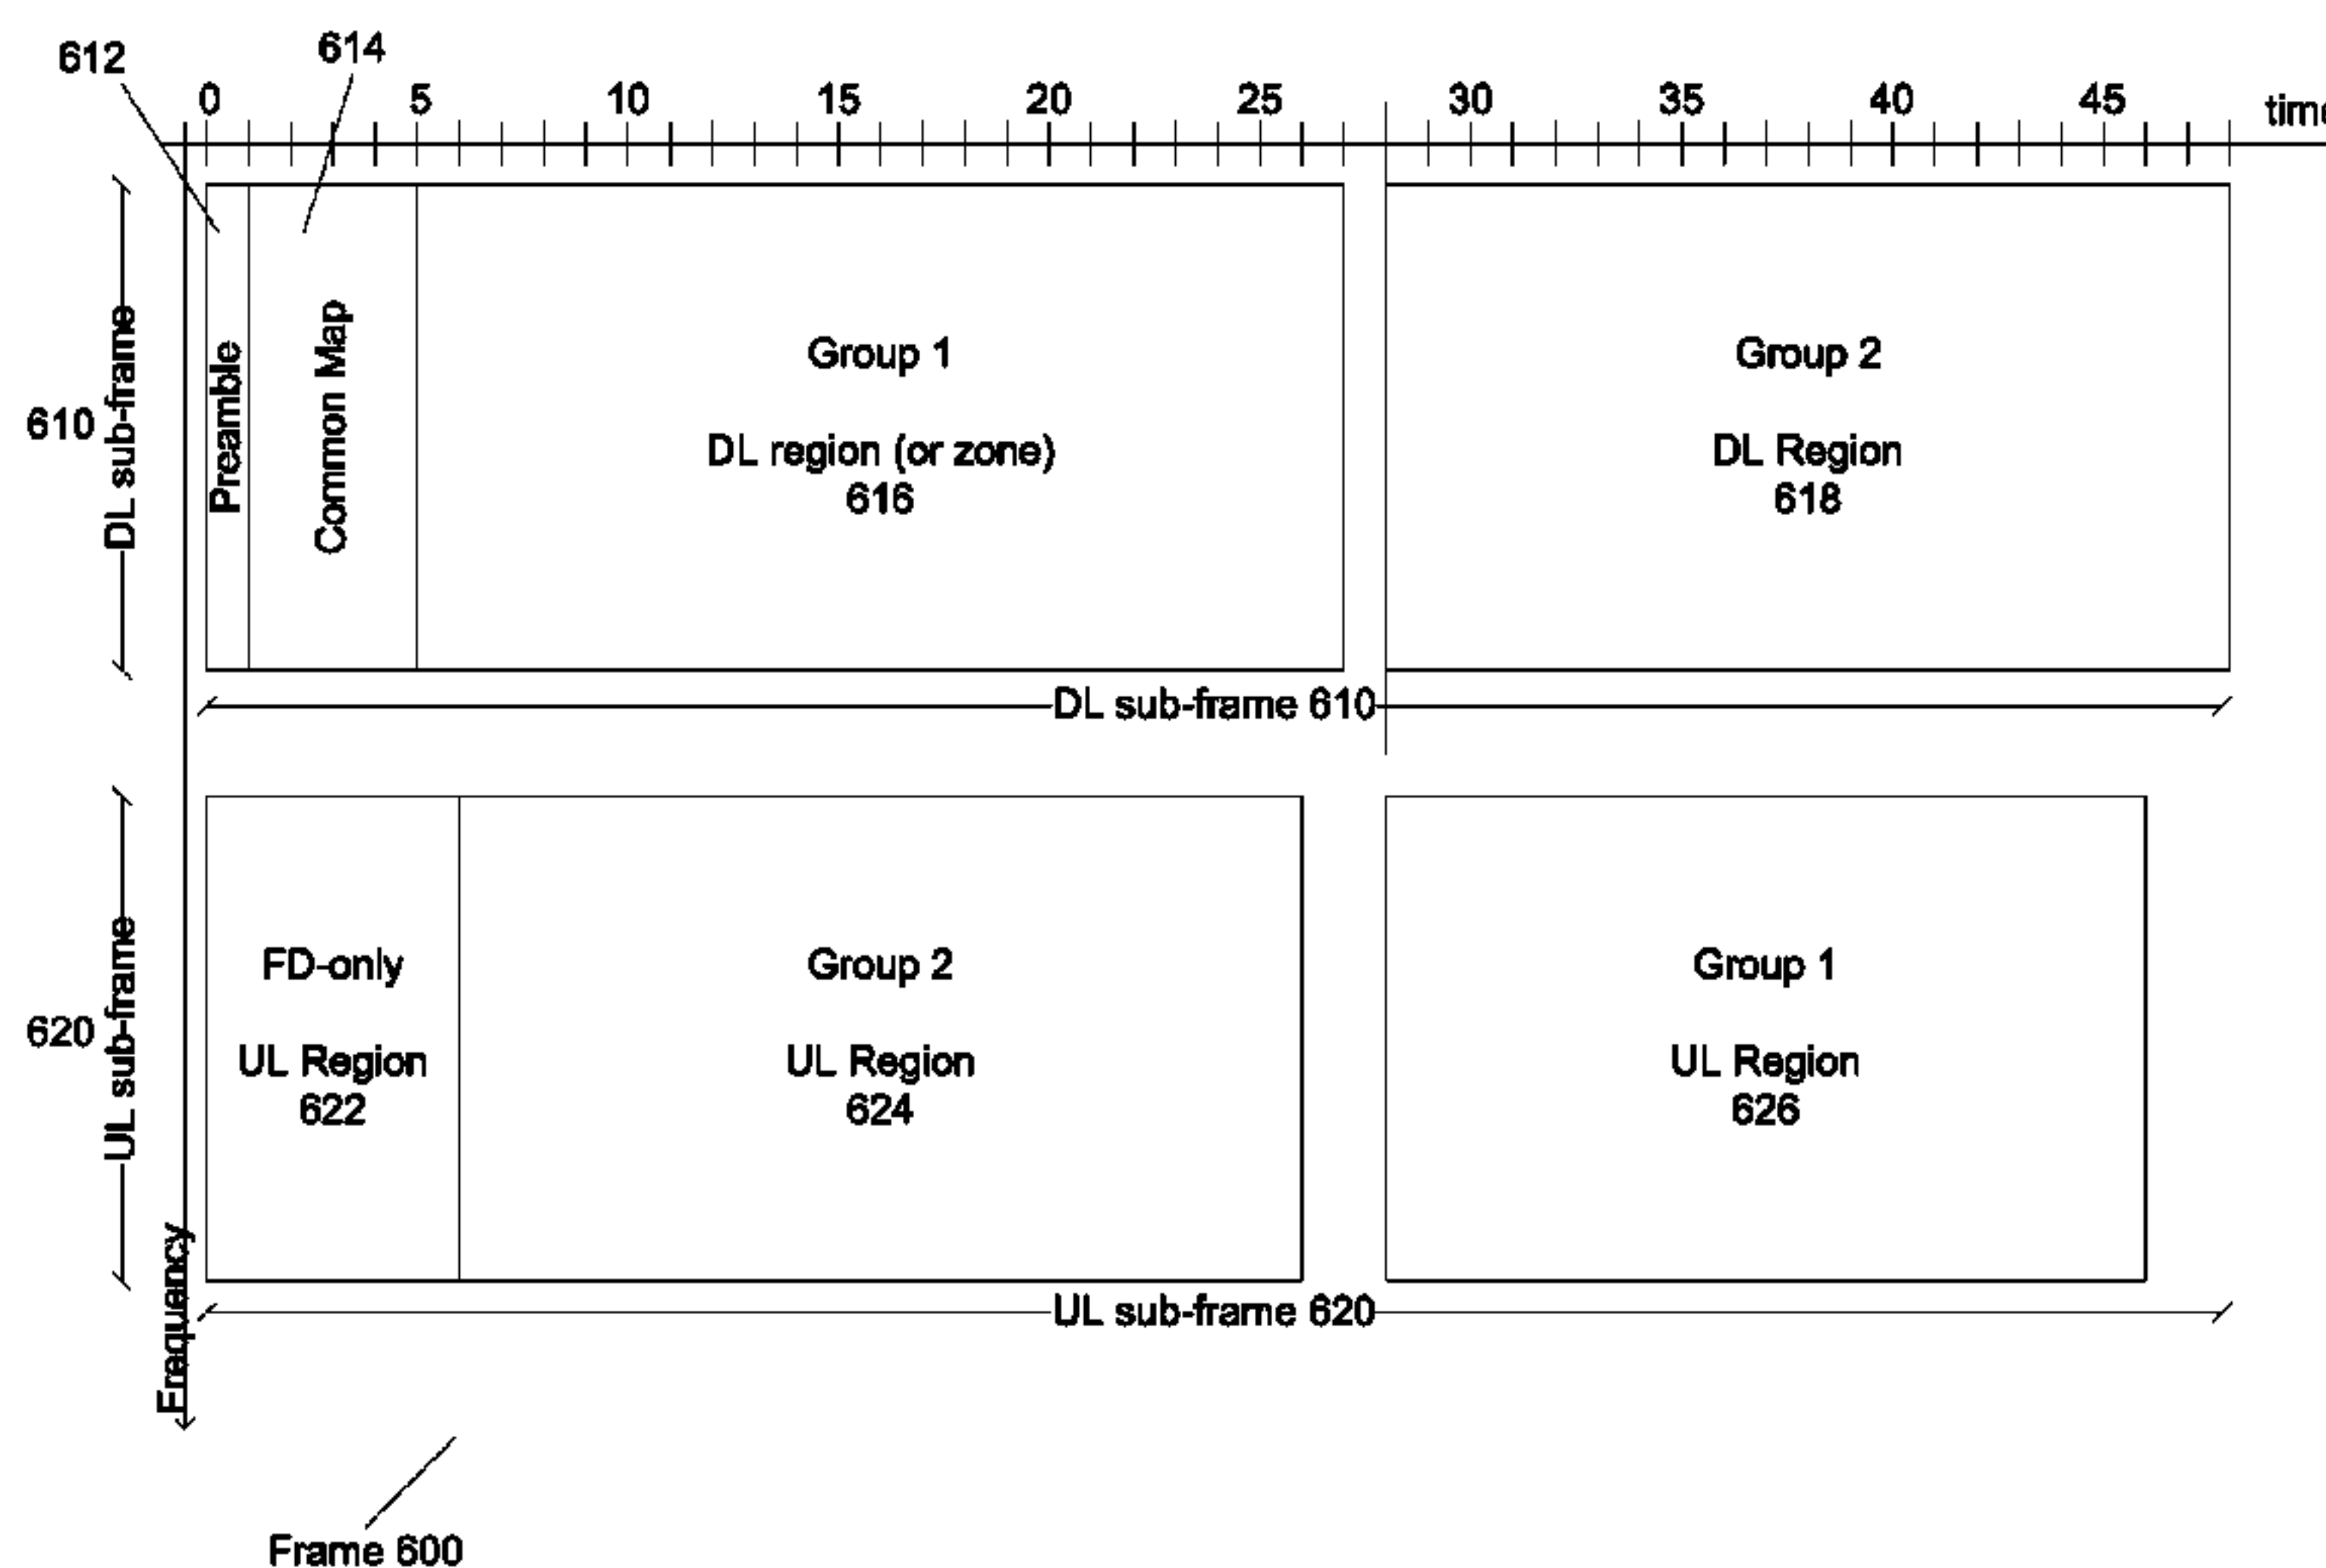 612
614
0 5 10 15 20 25 30 35 40 45 time
610
DL sub-frame
Preamble
Common Map
Group 1
DL region (or zone)
616
Group 2
DL Region
618
DL sub-frame 610
620
UL sub-frame
FD-only
UL Region
622
Group 2
UL Region
624
Group 1
UL Region
626
UL sub-frame 620
Frequency
Frame 600